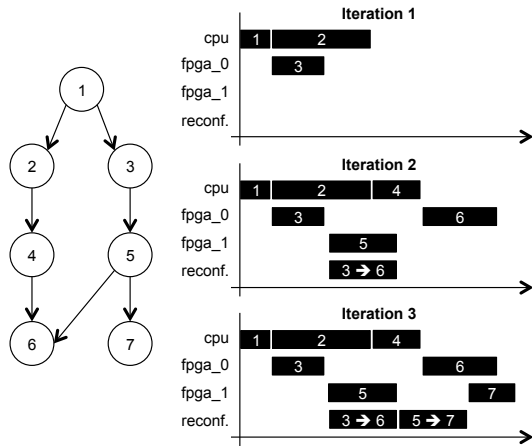 1
2 3
4 5
6 7
Iteration 1
cpu 1 2
fpga_0 3
fpga_1
reconf.
Iteration 2
cpu 1 2 4
fpga_0 3 6
fpga_1 5
reconf. 3 ➔ 6
Iteration 3
cpu 1 2 4
fpga_0 3 6
fpga_1 5 7
reconf. 3 ➔ 6 5 ➔ 7